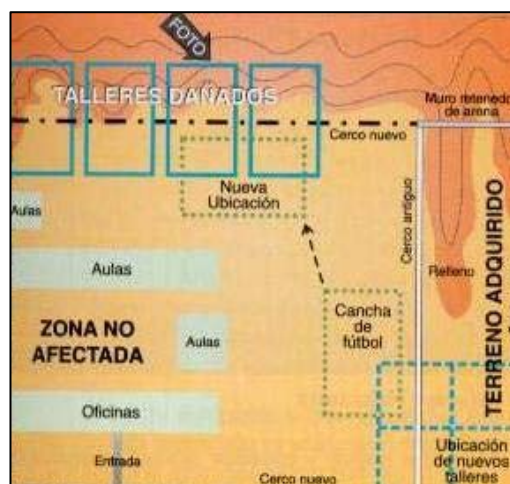 FOTO
TALLERES DAÑADOS
Muro retenedor
de arena
Cerco nuevo
Nueva
Ubicación
Cerco antiguo
Aulas
Aulas
Relleno
TERRENO ADQUIRIDO
Cancha
de
fútbol
ZONA NO
AFECTADA
Aulas
Oficinas
Ubicación
de nuevos
talleres
Entrada
Cerco nuevo